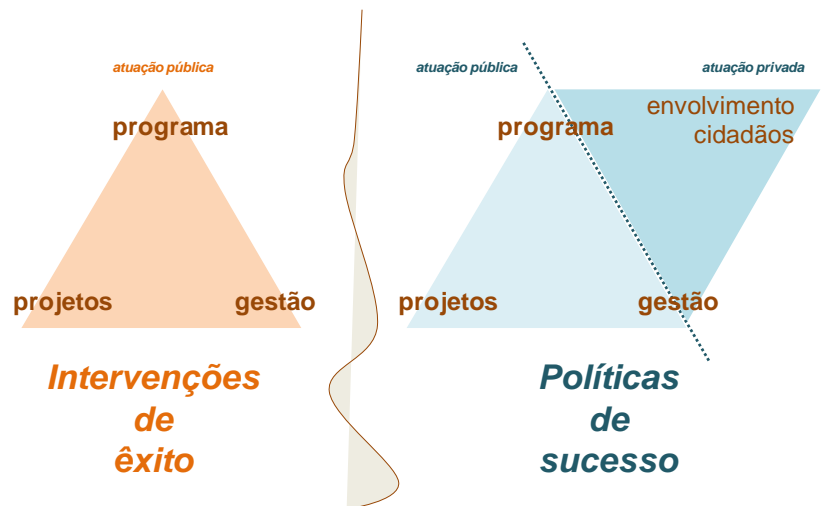 atuação pública
programa
projetos
gestão
Intervenções
de
êxito
atuação pública
atuação privada
envolvimento
cidadãos
programa
projetos
gestão
Políticas
de
sucesso